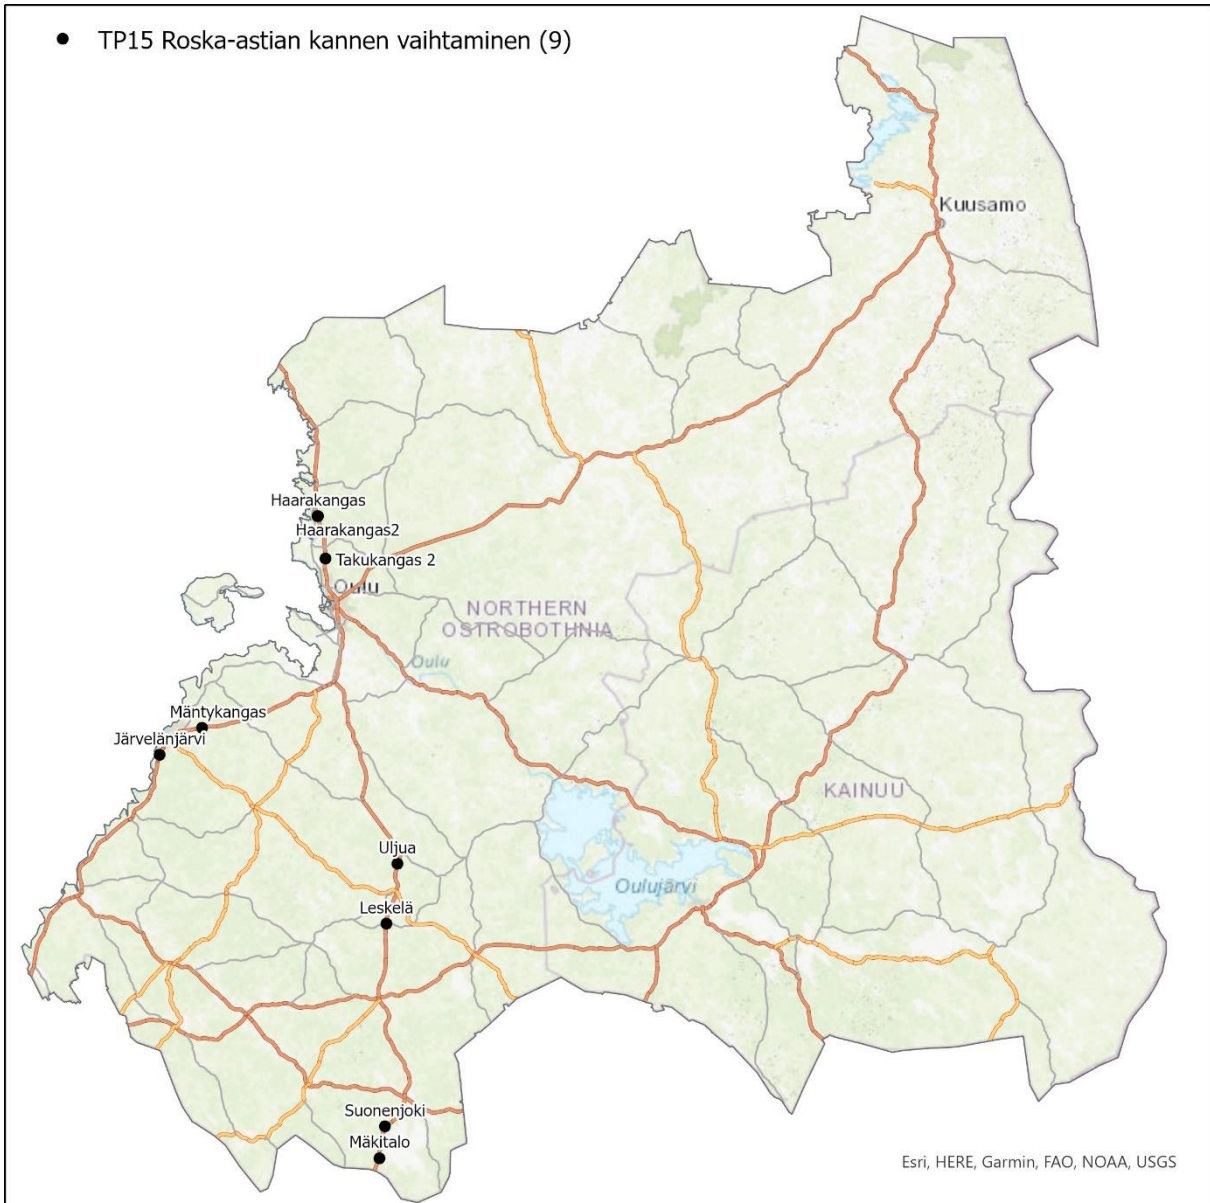 TP15 Roska-astian kannen vaihtaminen (9)
Kuusamo
Haarakangas
Haarakangas2
Takukangas 2
Oulu
NORTHERN
OSTROBOTHNIA
Oulu
Mäntykangas
Järvelänjärvi
KAINUU
Uljua
Oulujärvi
Leskelä
Suonenjoki
Mäkitalo
Esri, HERE, Garmin, FAO, NOAA, USGS